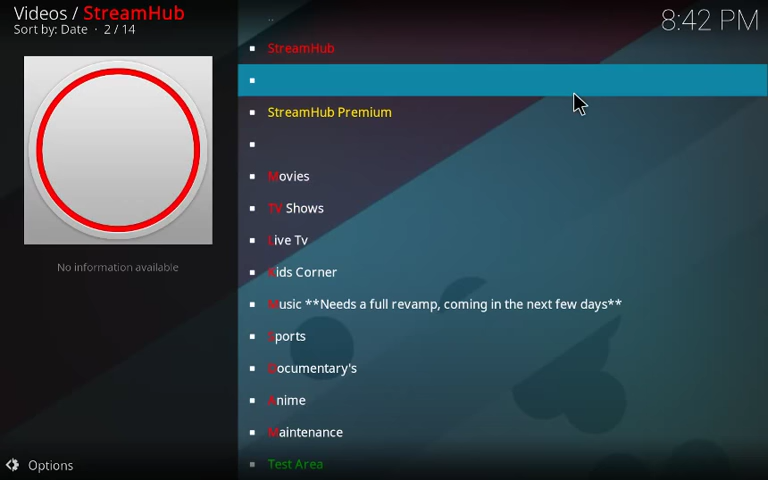 Videos / StreamHub
Sort by: Date · 2 / 14
8:42 PM
..
StreamHub
StreamHub Premium
Movies
TV Shows
Live Tv
Kids Corner
Music **Needs a full revamp, coming in the next few days**
Sports
Documentary's
Anime
Maintenance
Test Area
No information available
Options